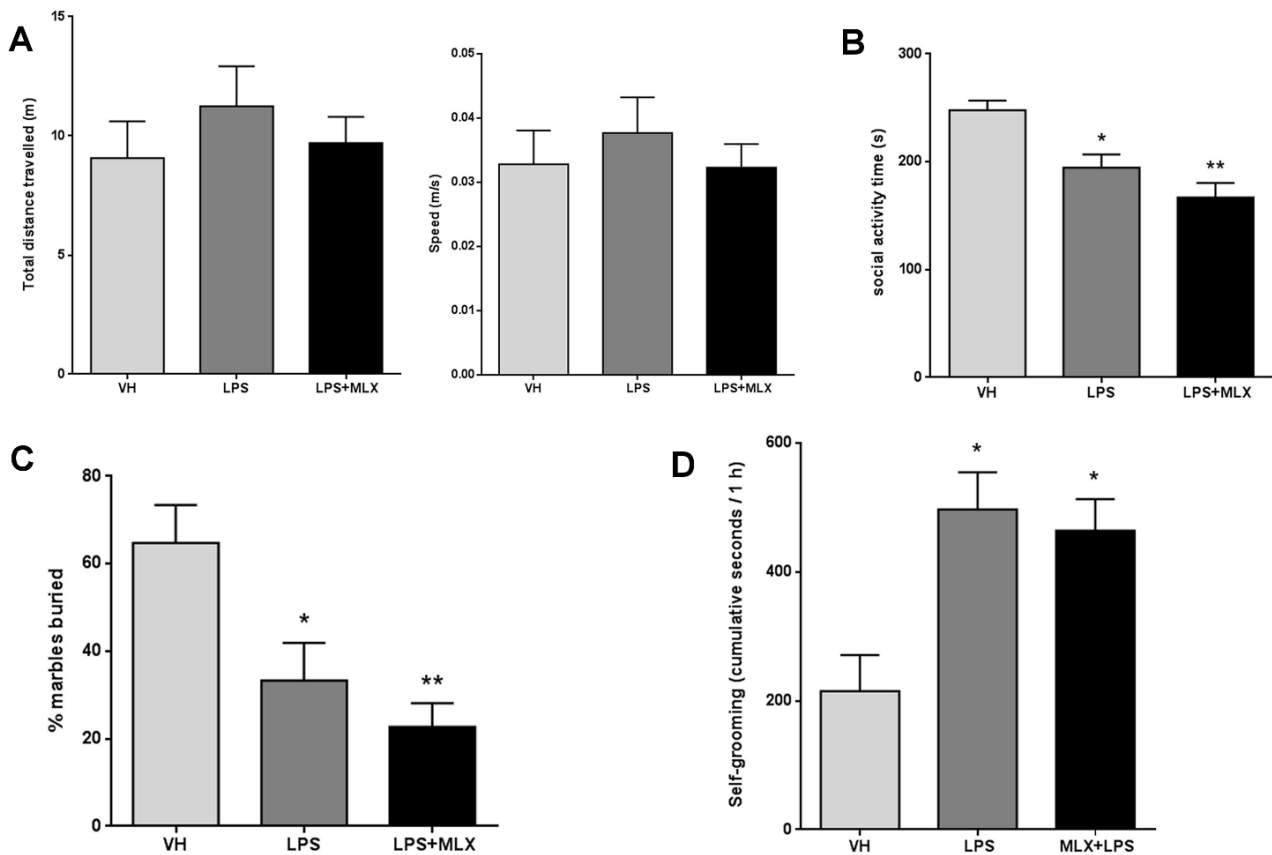 A
Total distance travelled (m)
15
10
5
0
VH
LPS
LPS+MLX
Speed (m/s)
0.05
0.04
0.03
0.02
0.01
0.00
VH
LPS
LPS+MLX
B
social activity time (s)
300
200
100
0
*
**
VH
LPS
LPS+MLX
C
% marbles buried
80
60
40
20
0
*
**
VH
LPS
LPS+MLX
D
Self-grooming (cumulative seconds / 1 h)
600
400
200
0
*
*
VH
LPS
MLX+LPS